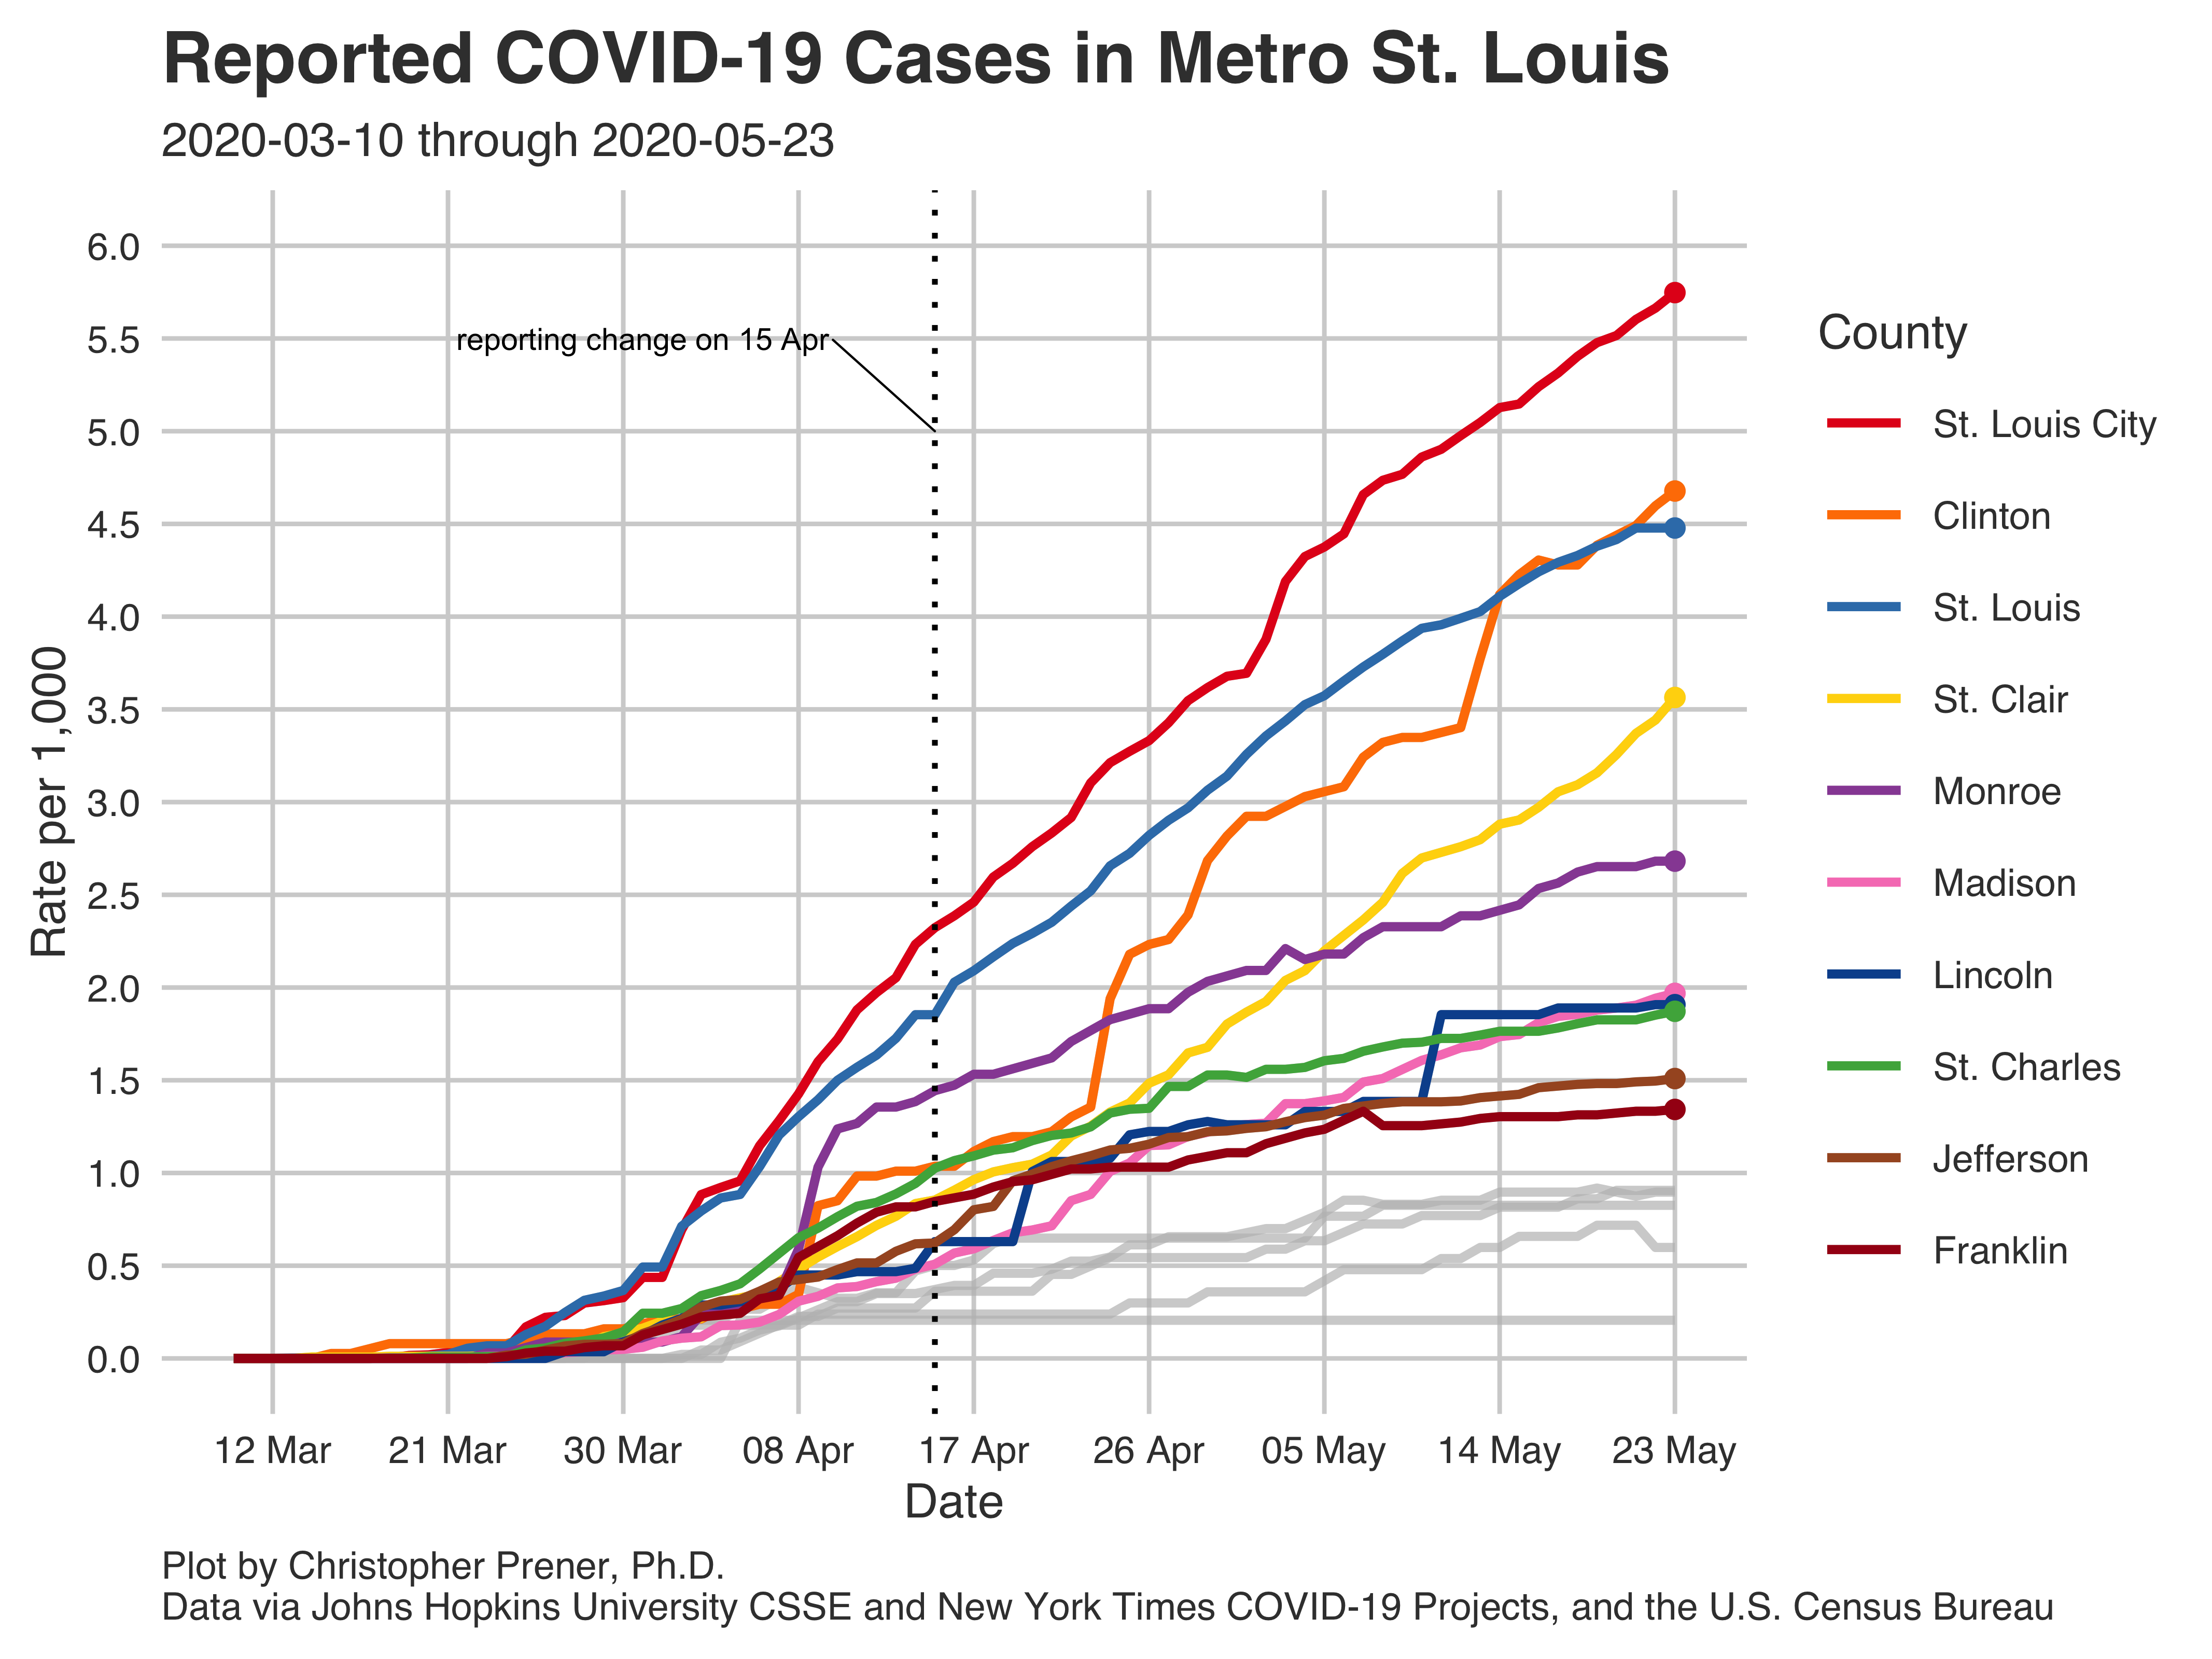 Reported COVID-19 Cases in Metro St. Louis
2020-03-10 through 2020-05-23
6.0
5.5
5.0
4.5
4.0
3.5
3.0
2.5
2.0
1.5
1.0
0.5
0.0
Rate per 1,000
reporting change on 15 Apr
12 Mar
21 Mar
30 Mar
08 Apr
17 Apr
26 Apr
05 May
14 May
23 May
Date
County
St. Louis City
Clinton
St. Louis
St. Clair
Monroe
Madison
Lincoln
St. Charles
Jefferson
Franklin
Plot by Christopher Prener, Ph.D.
Data via Johns Hopkins University CSSE and New York Times COVID-19 Projects, and the U.S. Census Bureau